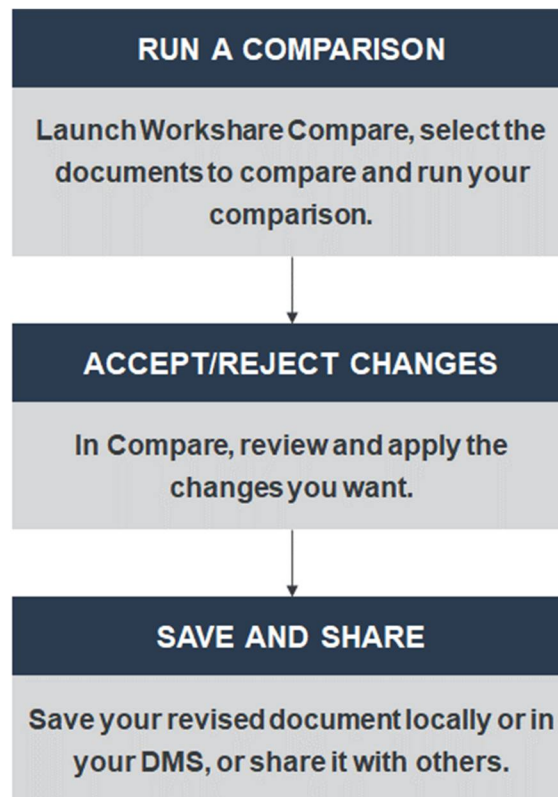 RUN A COMPARISON
Launch Workshare Compare, select the
documents to compare and run your
comparison.
ACCEPT/REJECT CHANGES
In Compare, review and apply the
changes you want.
SAVE AND SHARE
Save your revised document locally or in
your DMS, or share it with others.